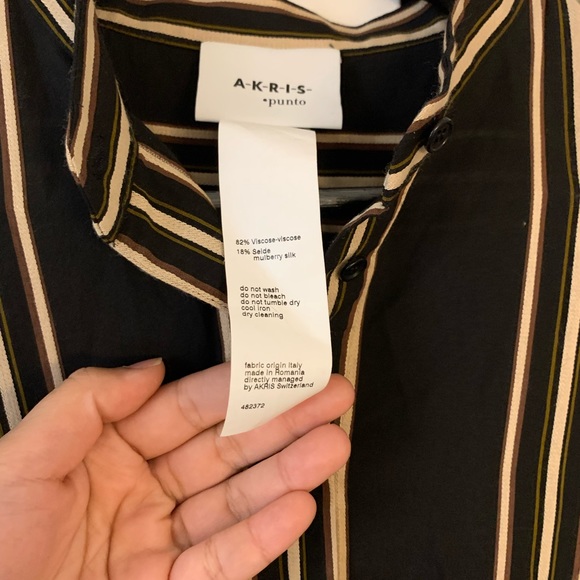 A-K-R-I-S-
•punto
82% Viscose-viscose
18% Seide
mulberry silk
do not wash
do not bleach
do not tumble dry
cool iron
dry cleaning
fabric origin Italy
made in Romania
directly managed
by AKRIS Switzerland
482372